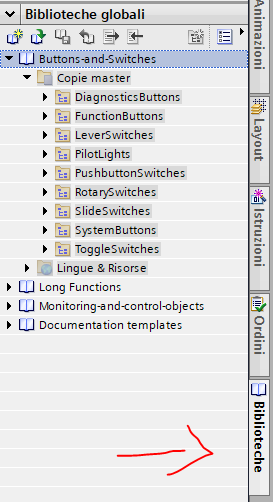 Biblioteche globali
Buttons-and-Switches
Copie master
DiagnosticsButtons
FunctionButtons
LeverSwitches
PilotLights
PushbuttonSwitches
RotarySwitches
SlideSwitches
SystemButtons
ToggleSwitches
Lingue & Risorse
Long Functions
Monitoring-and-control-objects
Documentation templates
Animazioni
Layout
Istruzioni
Ordini
Biblioteche